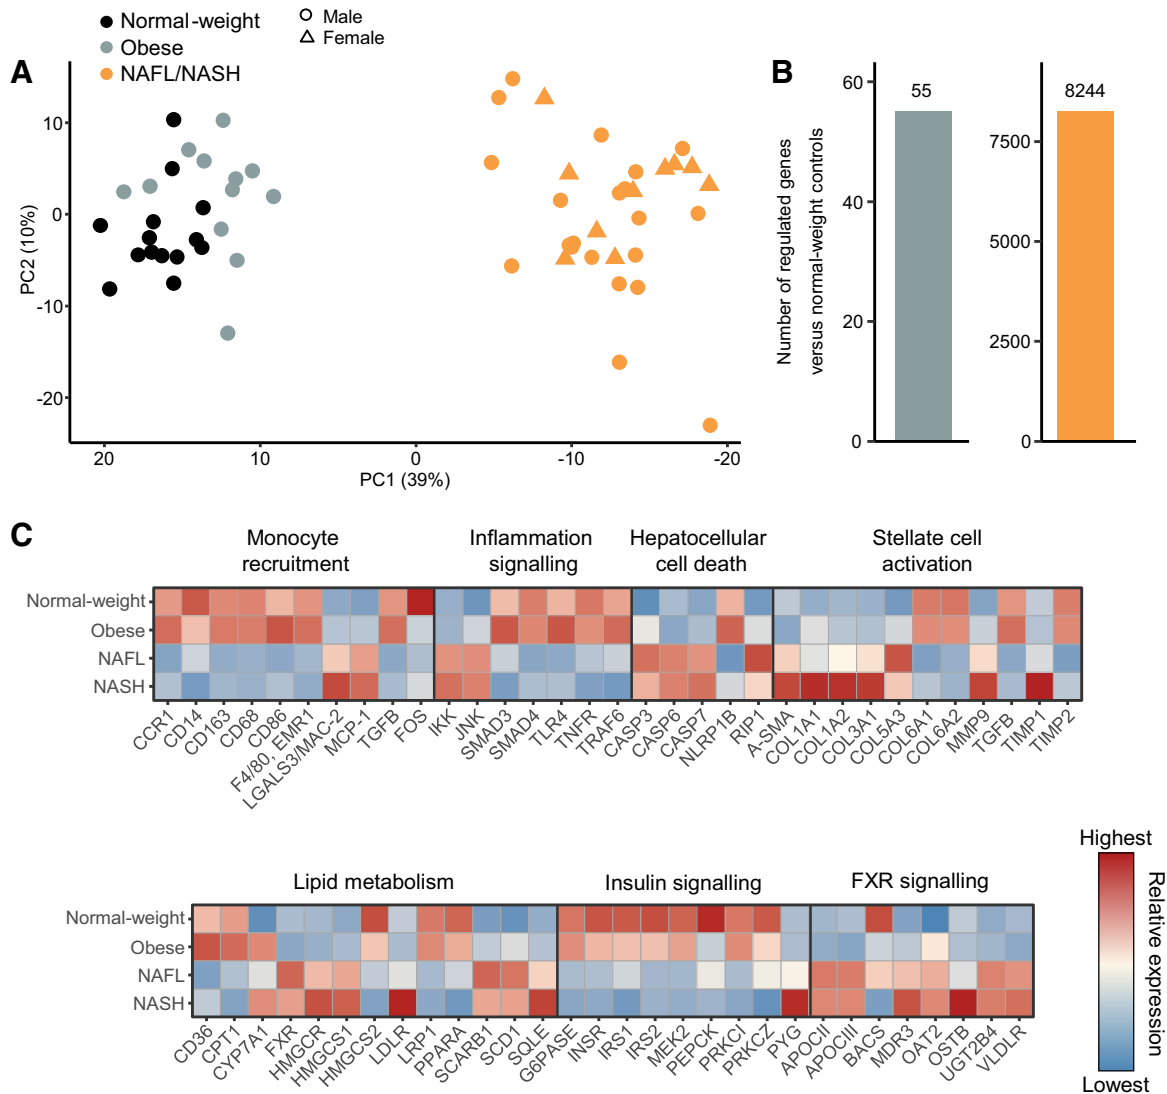 Normal-weight
Obese
NAFL/NASH
Male
Female
A
PC2 (10%)
10
0
-10
-20
20
10
0
-10
-20
PC1 (39%)
B
Number of regulated genes
versus normal-weight controls
60
40
20
0
55
7500
5000
2500
0
8244
C
Monocyte
recruitment
Inflammation
signalling
Hepatocellular
cell death
Stellate cell
activation
Normal-weight
Obese
NAFL
NASH
CCR1
CD14
CD163
CD68
CD86
F4/80, EMR1
LGALS3/MAC-2
MCP-1
TGFB
FOS
IKK
JNK
SMAD3
SMAD4
TLR4
TNFR
TRAF6
CASP3
CASP6
CASP7
NLRP1B
RIP1
A-SMA
COL1A1
COL1A2
COL3A1
COL5A3
COL6A1
COL6A2
MMP9
TGFB
TIMP1
TIMP2
Lipid metabolism
Insulin signalling
FXR signalling
Normal-weight
Obese
NAFL
NASH
CD36
CPT1
CYP7A1
FXR
HMGCR
HMGCS1
HMGCS2
LDLR
LRP1
PPARA
SCARB1
SCD1
SQLE
G6PASE
INSR
IRS1
IRS2
MEK2
PEPCK
PRKCI
PRKCZ
PYG
APOCII
APOCIII
BACS
MDR3
OAT2
OSTB
UGT2B4
VLDLR
Highest
Relative expression
Lowest